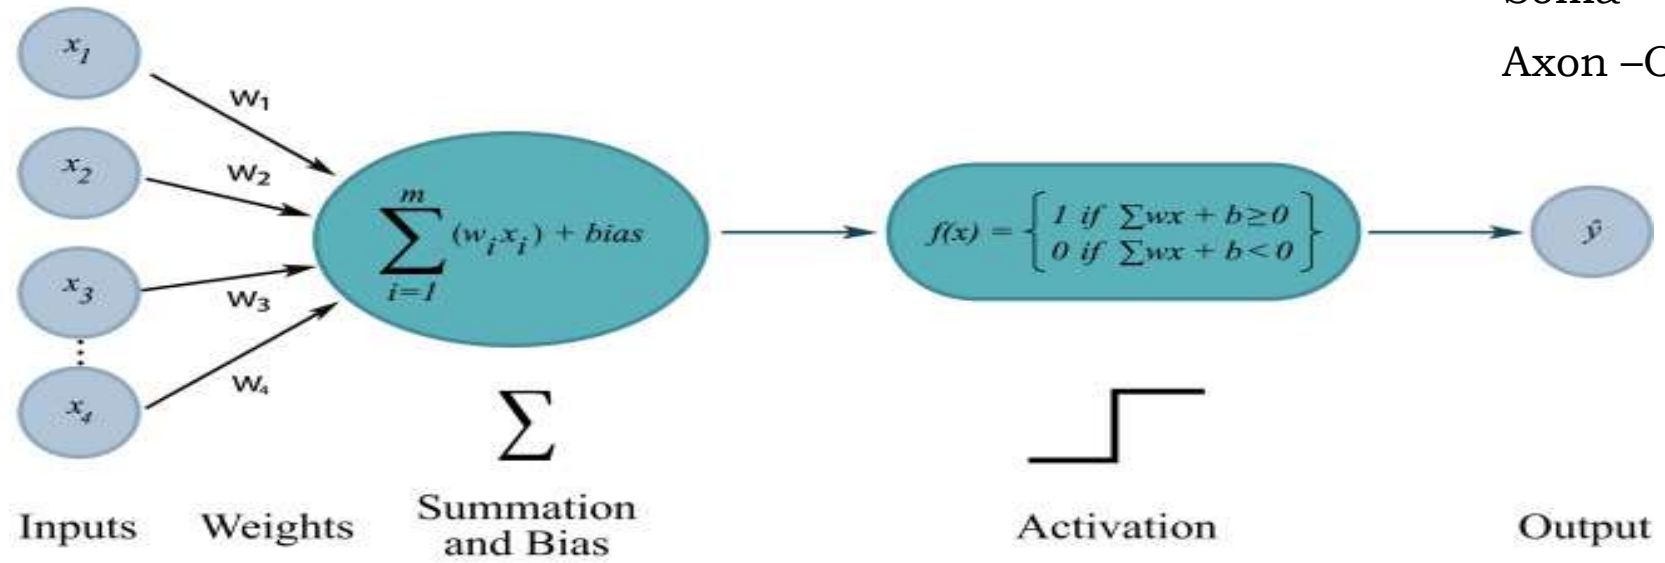 Axon –
x1
w1
x2
w2
x3
w3
x4
w4
m
∑ (wixi) + bias
i=1
f(x) = { 1 if ∑wx + b≥0
0 if ∑wx + b<0 }
ŷ
∑
Inputs
Weights
Summation
and Bias
Activation
Output